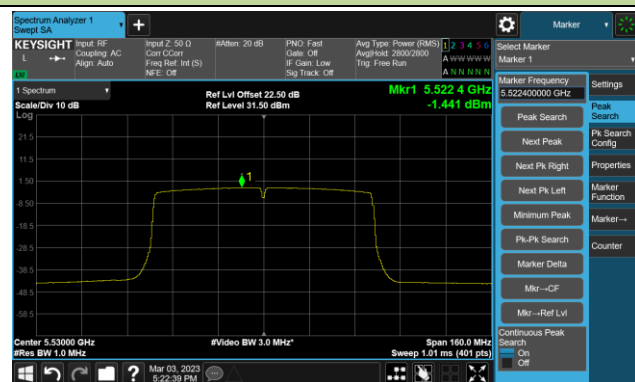 Spectrum Analyzer 1
Swept SA
Marker
KEYSIGHT
Input: RF
Coupling: AC
Align: Auto
Input Z: 50 Ω
Corr CCorr
Freq Ref: Int (S)
NFE: Off
#Atten: 20 dB
PNO: Fast
Gate: Off
IF Gain: Low
Sig Track: Off
Avg Type: Power (RMS)
Avg|Hold: 2800/2800
Trig: Free Run
1 2 3 4 5 6
A W W W W W
A N N N N N
L
LW
Select Marker
Marker 1
1 Spectrum
Scale/Div 10 dB
Log
Ref Lvl Offset 22.50 dB
Ref Level 31.50 dBm
Mkr1 5.522 4 GHz
-1.441 dBm
21.5
11.5
1.50
-8.50
-18.5
-28.5
-38.5
-48.5
-58.5
1
Center 5.53000 GHz
#Res BW 1.0 MHz
#Video BW 3.0 MHz*
Span 160.0 MHz
Sweep 1.01 ms (401 pts)
Marker Frequency
5.522400000 GHz
Peak Search
Next Peak
Next Pk Right
Next Pk Left
Minimum Peak
Pk-Pk Search
Marker Delta
Mkr→CF
Mkr→Ref Lvl
Continuous Peak
Search
On
Off
Settings
Peak
Search
Pk Search
Config
Properties
Marker
Function
Marker→
Counter
?
Mar 03, 2023
5:22:39 PM